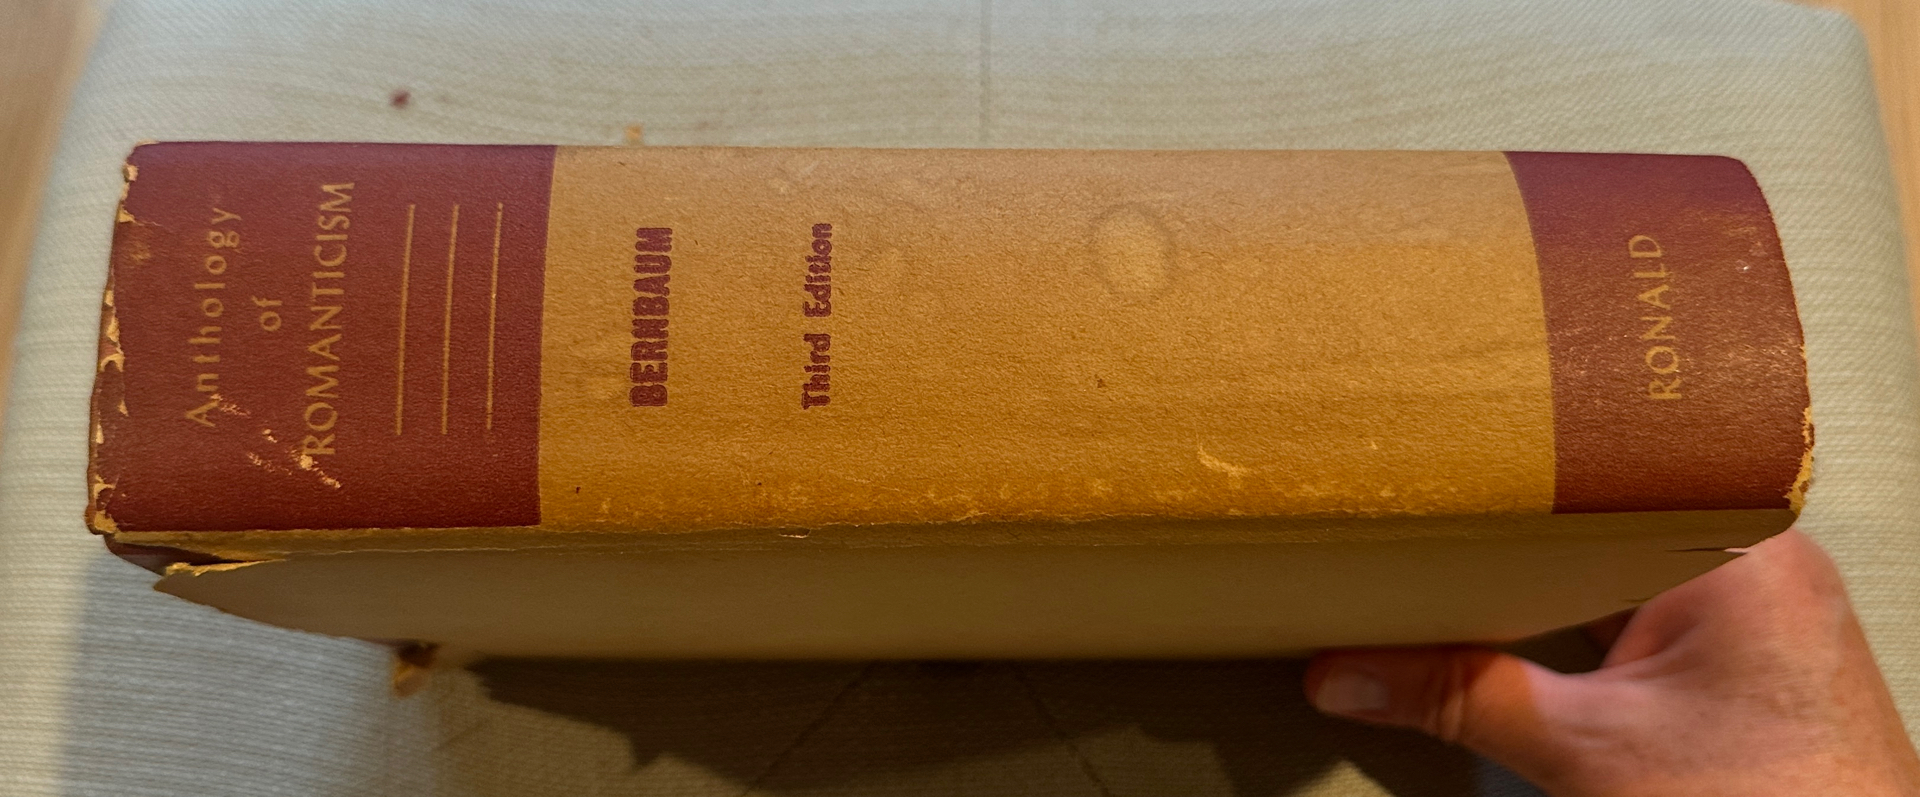 Anthology
of
ROMANTICISM
BERNBAUM
Third Edition
RONALD